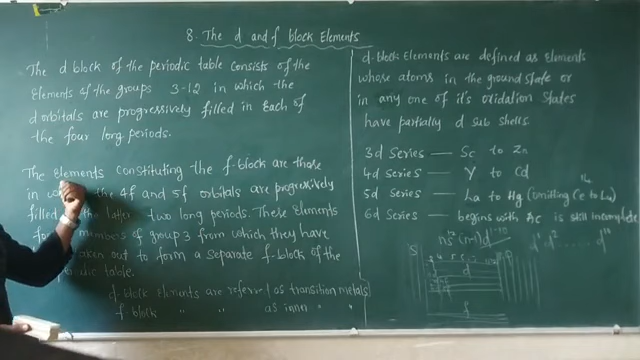 8. The d and f block Elements
The d block of the periodic table consists of the
Elements of the groups 3-12 in which the
d orbitals are progressively filled in Each of
the four long periods.
The elements constituting the f-block are those
in the 4f and 5f orbitals are progressively
filled the later two long periods. These Elements
members of group 3 from which they have
taken out to form a separate f-block of the
table.
d-block Elements are referred as transition metals
f-block " " as inner " "
d-Block Elements are defined as Elements
whose atoms in the ground state or
in any one of it's oxidation states
have partially d sub shells.
3d Series — Sc to Zn
4d Series — Y to Cd
5d Series — La to Hg (omitting Ce to Lu)
6d Series — begins with Ac is still incomplete
S
d
f